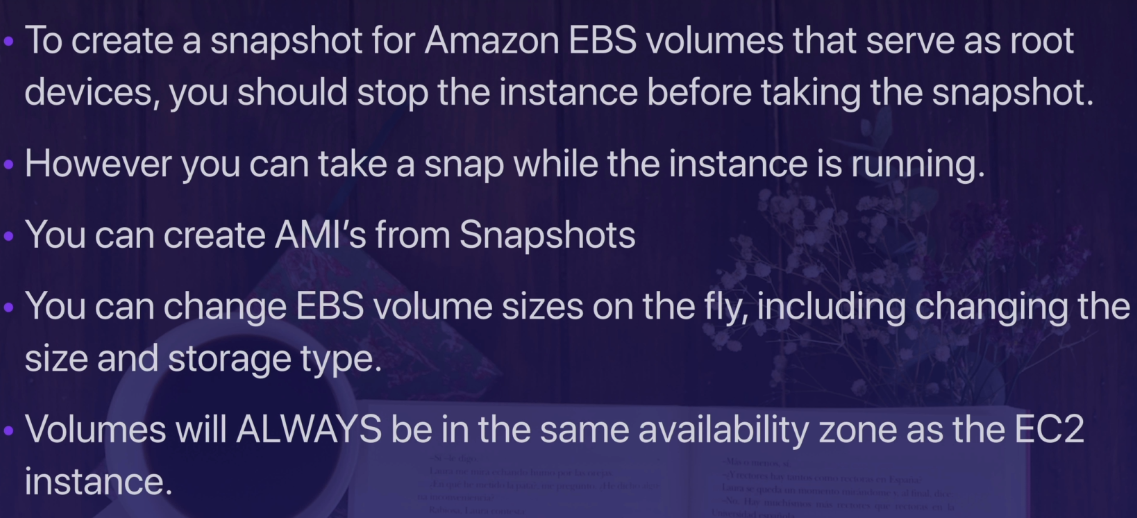 • To create a snapshot for Amazon EBS volumes that serve as root
devices, you should stop the instance before taking the snapshot.
• However you can take a snap while the instance is running.
• You can create AMI's from Snapshots
• You can change EBS volume sizes on the fly, including changing the
size and storage type.
• Volumes will ALWAYS be in the same availability zone as the EC2
instance.